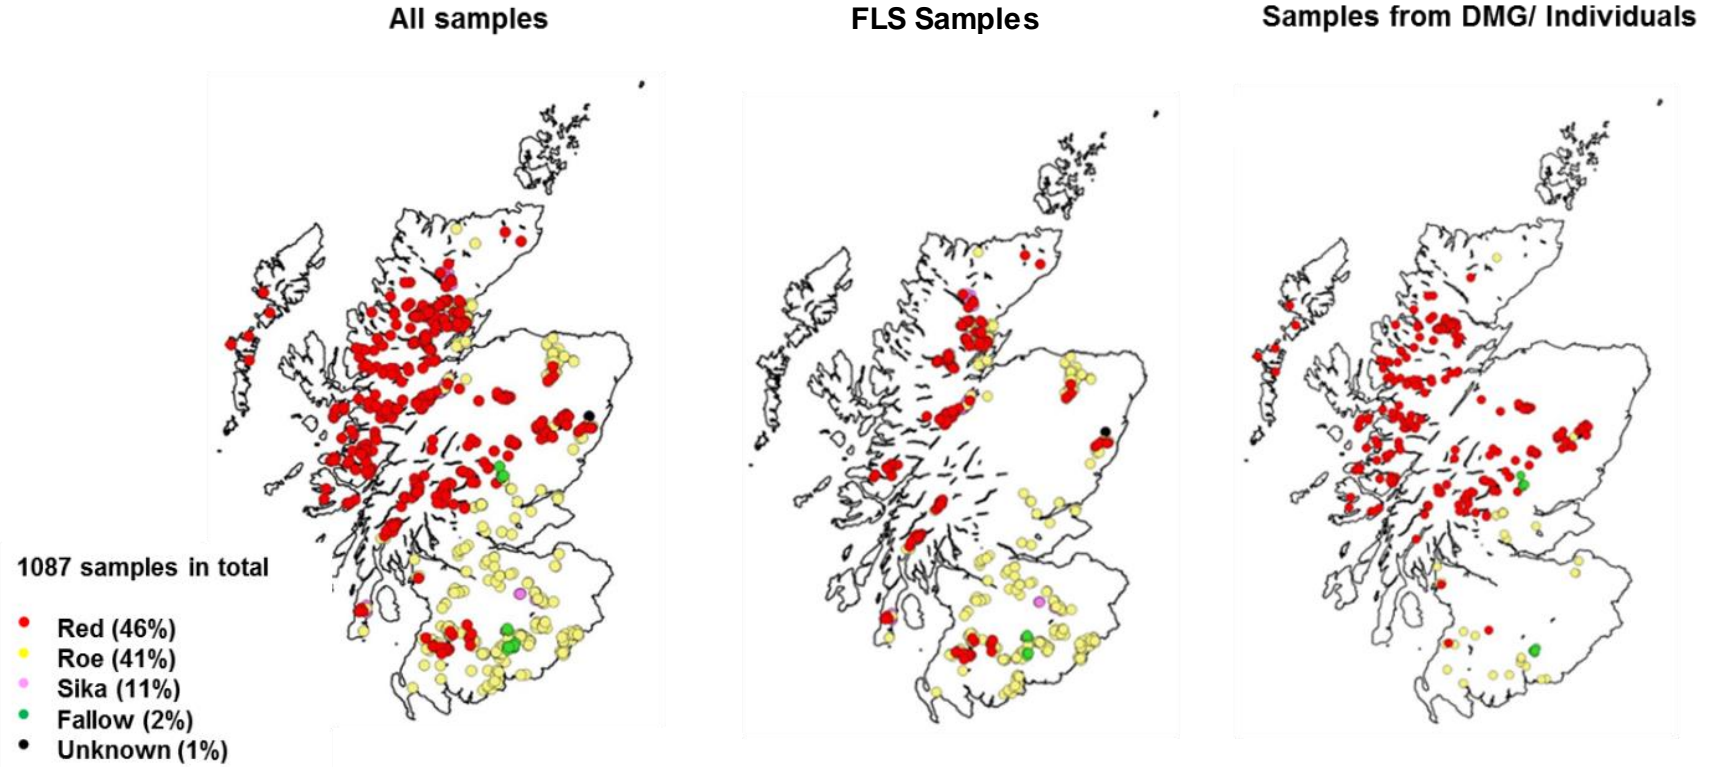 All samples
FLS Samples
Samples from DMG/ Individuals
1087 samples in total
Red (46%)
Roe (41%)
Sika (11%)
Fallow (2%)
Unknown (1%)